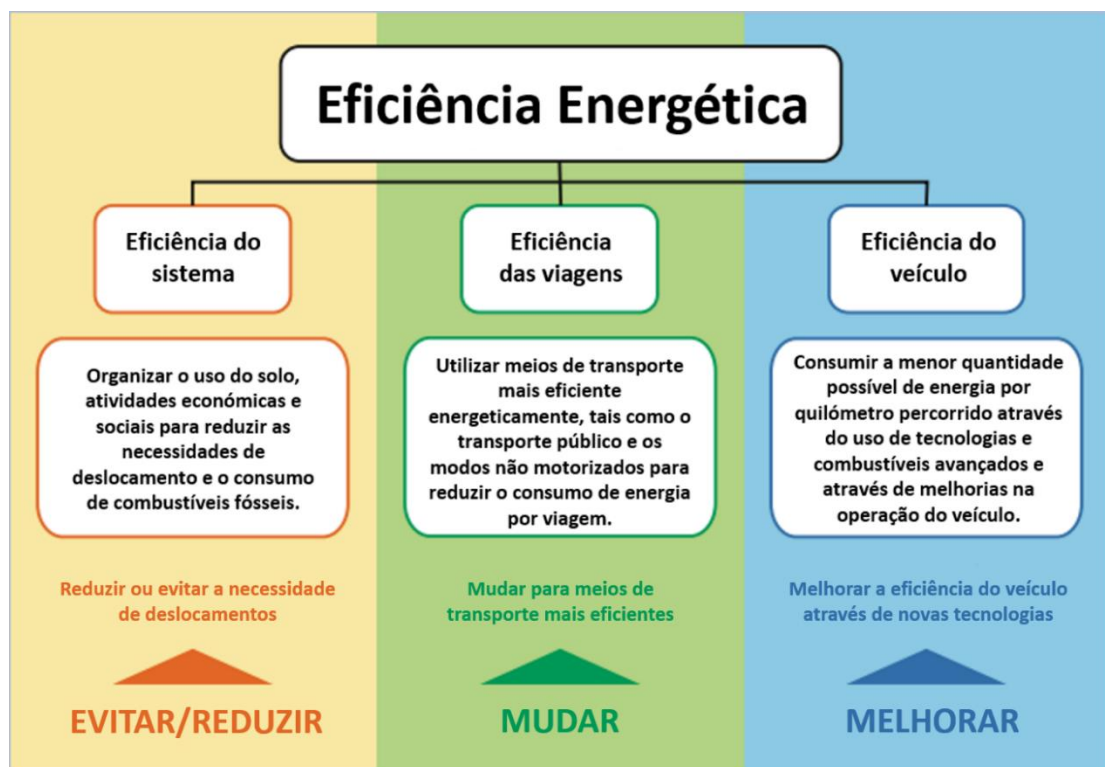 Eficiência Energética
Eficiência do
sistema
Organizar o uso do solo,
atividades económicas e
sociais para reduzir as
necessidades de
deslocamento e o consumo
de combustíveis fósseis.
Reduzir ou evitar a necessidade
de deslocamentos
EVITAR/REDUZIR
Eficiência
das viagens
Utilizar meios de transporte
mais eficiente
energeticamente, tais como o
transporte público e os
modos não motorizados para
reduzir o consumo de energia
por viagem.
Mudar para meios de
transporte mais eficientes
MUDAR
Eficiência do
veículo
Consumir a menor quantidade
possível de energia por
quilómetro percorrido através
do uso de tecnologias e
combustíveis avançados e
através de melhorias na
operação do veículo.
Melhorar a eficiência do veículo
através de novas tecnologias
MELHORAR